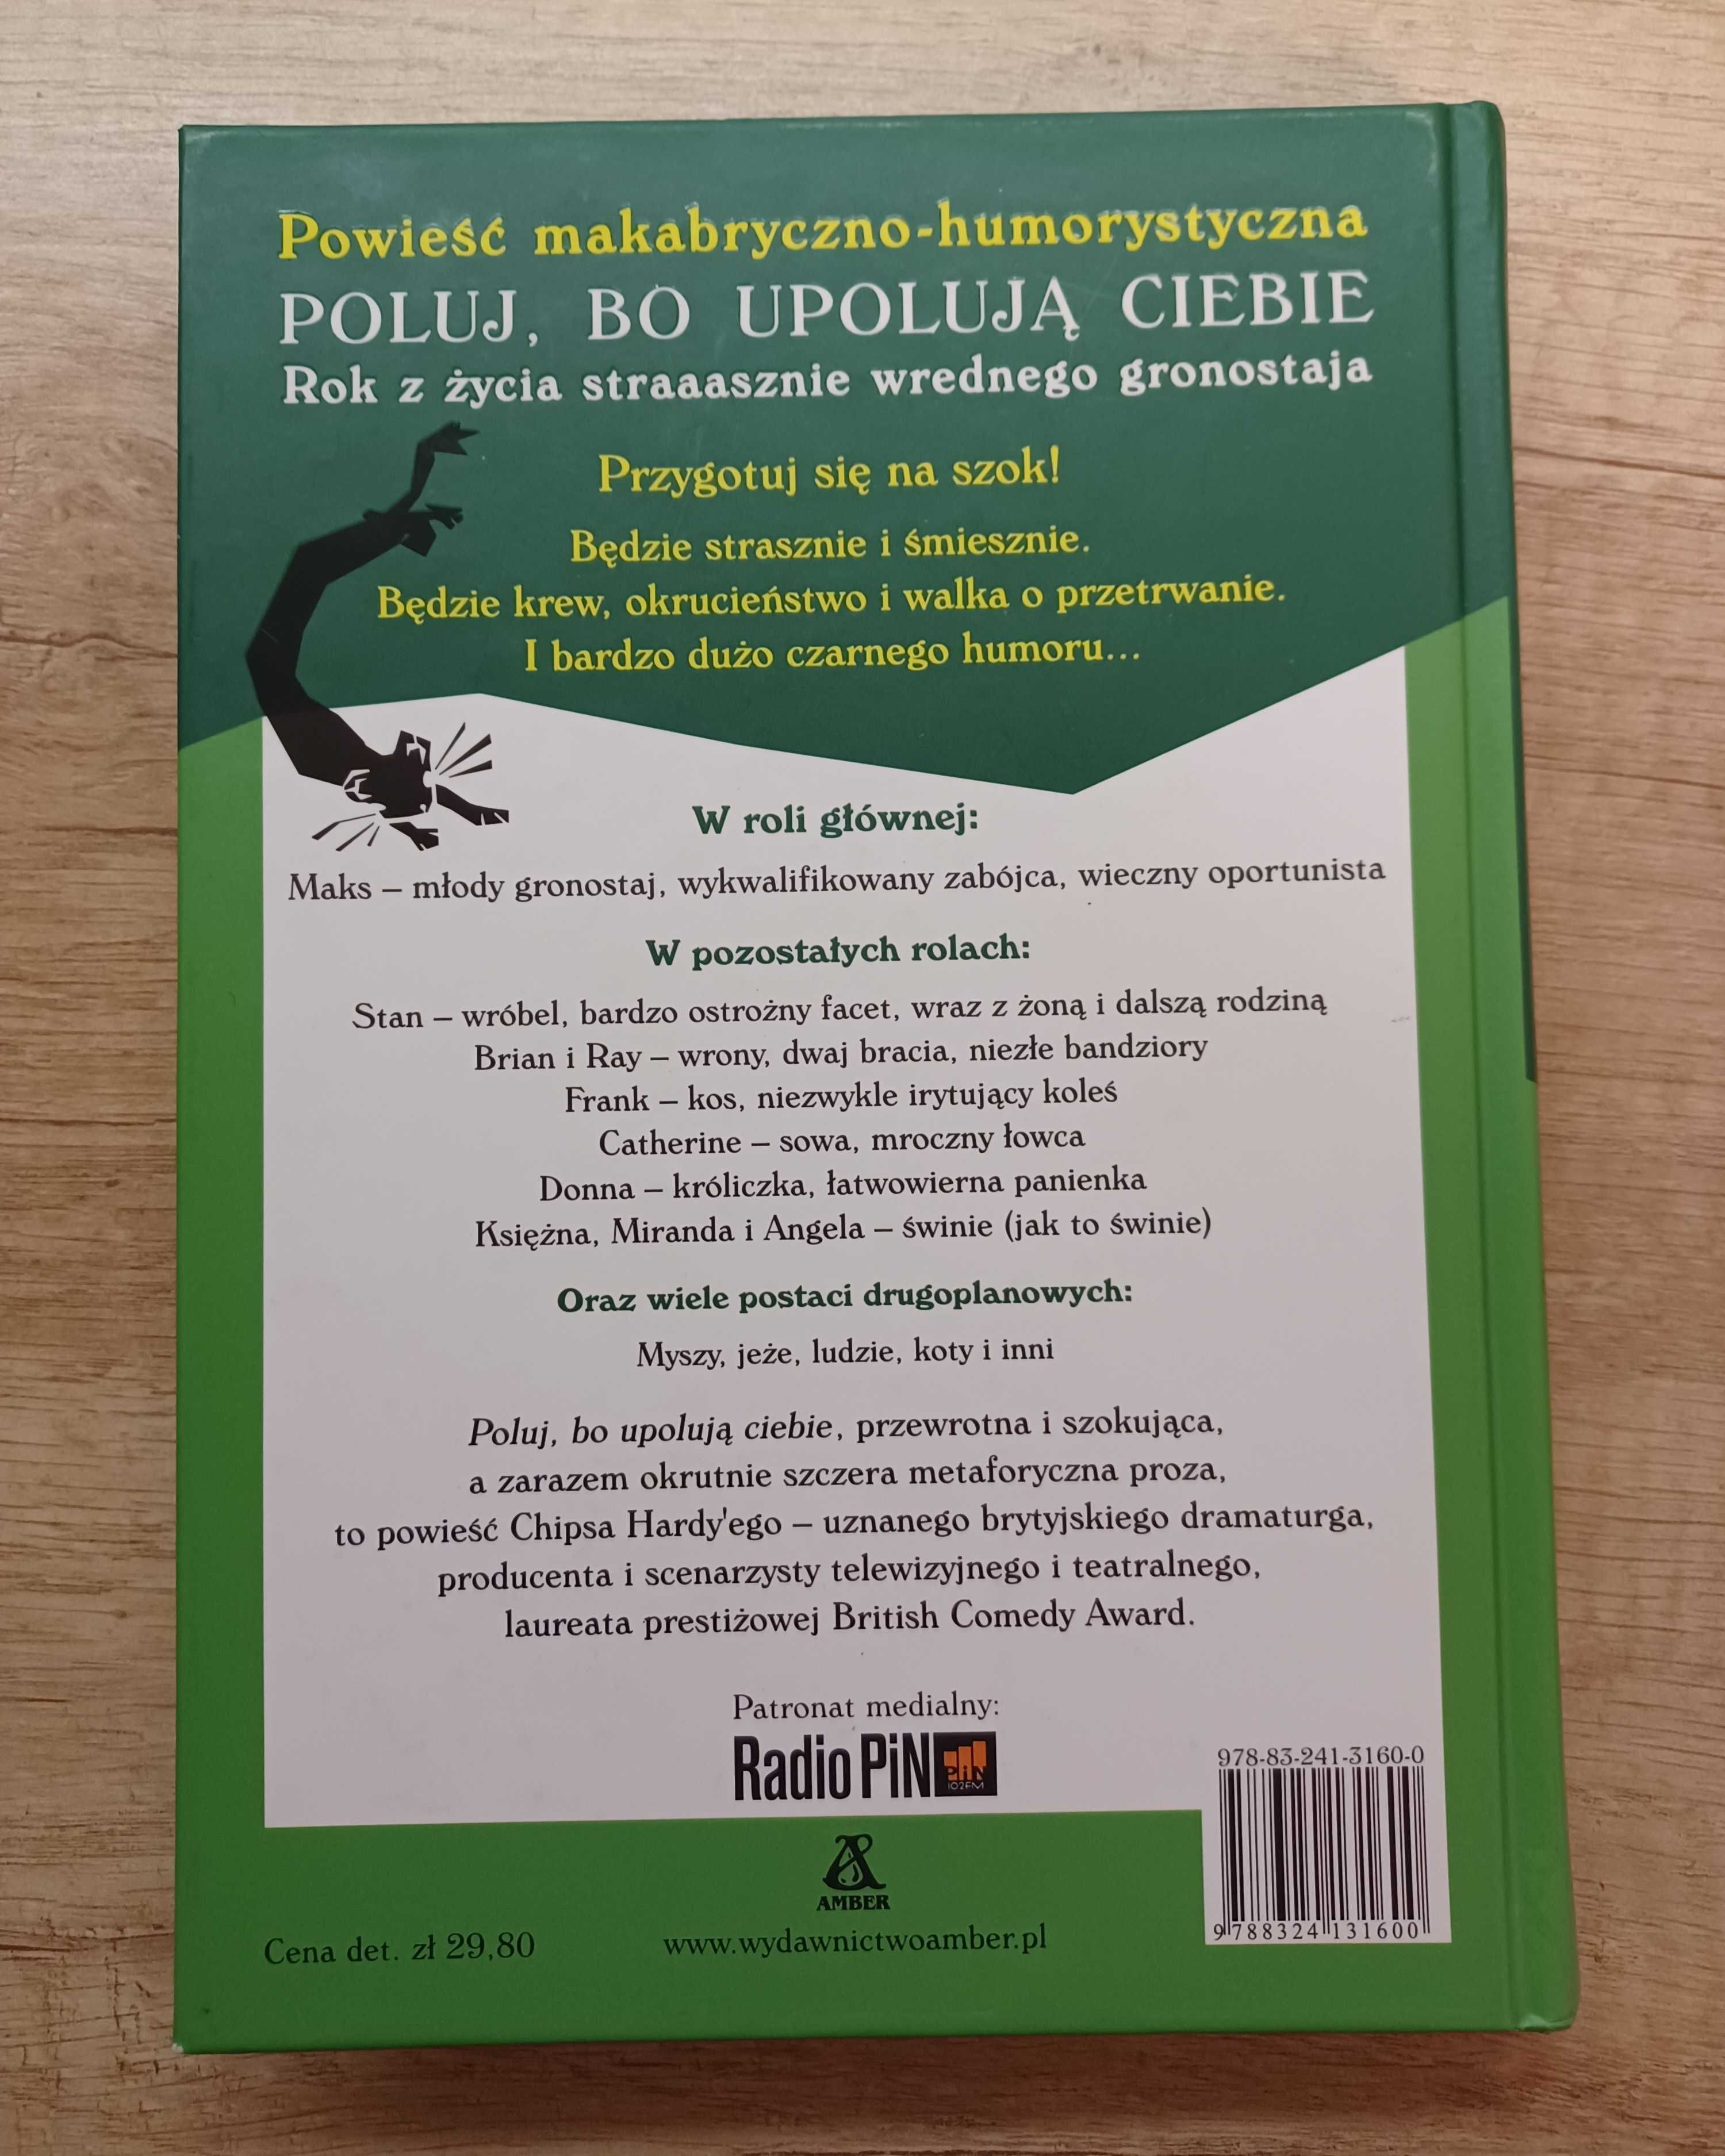 Powieść makabryczno-humorystyczna
POLUJ, BO UPOLUJĄ CIEBIE
Rok z życia straaasznie wrednego gronostaja
Przygotuj się na szok!
Będzie strasznie i śmiesznie.
Będzie krew, okrucieństwo i walka o przetrwanie.
I bardzo dużo czarnego humoru...
W roli głównej:
Maks – młody gronostaj, wykwalifikowany zabójca, wieczny oportunista
W pozostałych rolach:
Stan – wróbel, bardzo ostrożny facet, wraz z żoną i dalszą rodziną
Brian i Ray – wrony, dwaj bracia, niezłe bandziory
Frank – kos, niezwykle irytujący koleś
Catherine – sowa, mroczny łowca
Donna – króliczka, łatwowierna panienka
Księżna, Miranda i Angela – świnie (jak to świnie)
Oraz wiele postaci drugoplanowych:
Myszy, jeże, ludzie, koty i inni
Poluj, bo upolują ciebie, przewrotna i szokująca,
a zarazem okrutnie szczera metaforyczna proza,
to powieść Chipsa Hardy'ego – uznanego brytyjskiego dramaturga,
producenta i scenarzysty telewizyjnego i teatralnego,
laureata prestiżowej British Comedy Award.
Patronat medialny:
Radio PiN PiN
102FM
978-83-241-3160-0
9 788324 131600
AMBER
Cena det. zł 29,80
www.wydawnictwoamber.pl